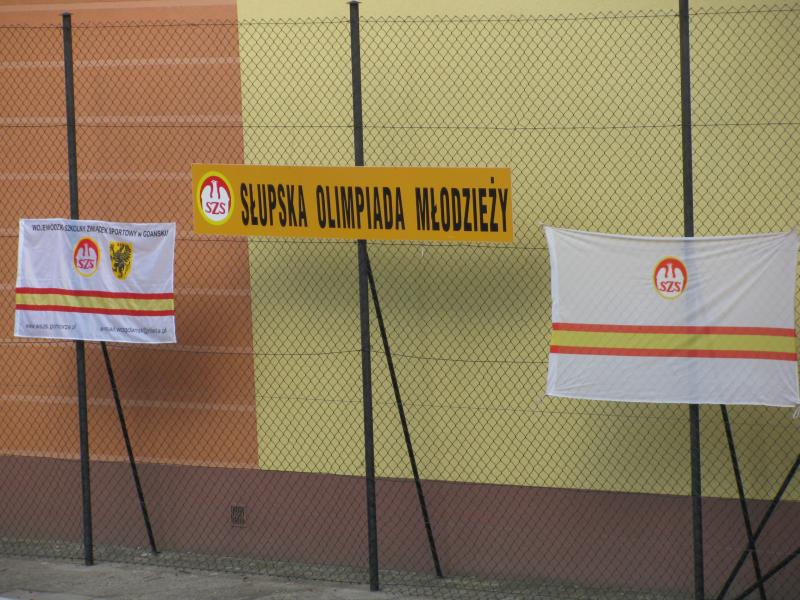 SZS SŁUPSKA OLIMPIADA MŁODZIEŻY
WOJEWÓDZKI SZKOLNY ZWIĄZEK SPORTOWY w GDAŃSKU
SZS
SZS